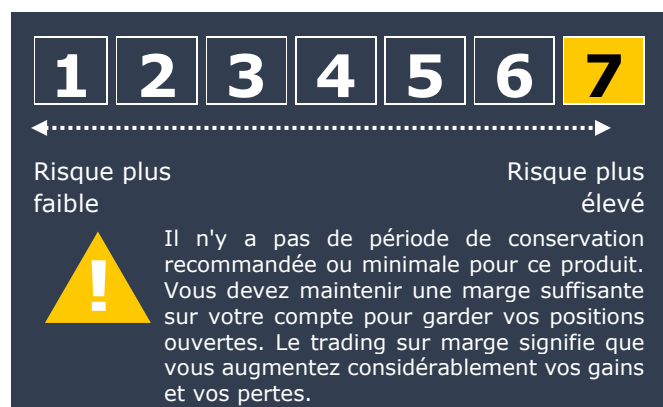 1 2 3 4 5 6 7
Risque plus faible
Risque plus élevé
!
Il n'y a pas de période de conservation
recommandée ou minimale pour ce produit.
Vous devez maintenir une marge suffisante
sur votre compte pour garder vos positions
ouvertes. Le trading sur marge signifie que
vous augmentez considérablement vos gains
et vos pertes.